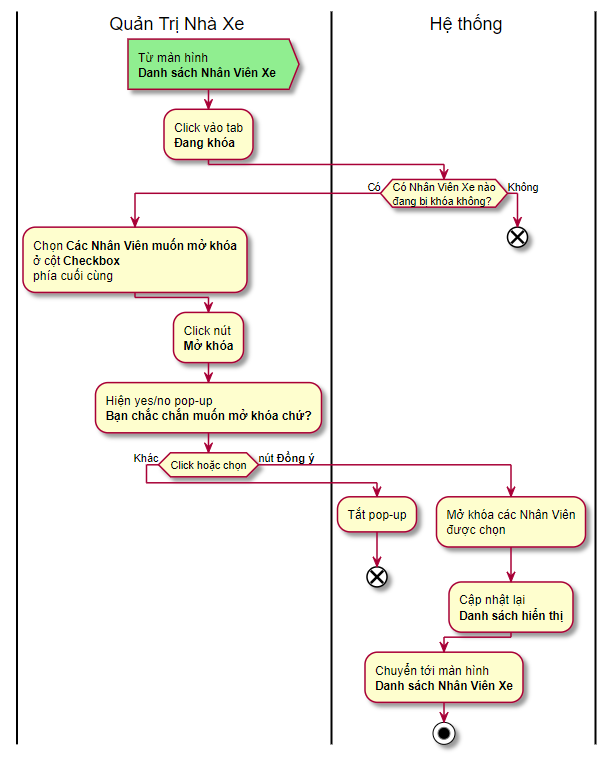 Quản Trị Nhà Xe
Hệ thống
Từ màn hình
Danh sách Nhân Viên Xe
Click vào tab
Đang khóa
Có
Có Nhân Viên Xe nào
đang bị khóa không?
Không
Chọn Các Nhân Viên muốn mở khóa
ở cột Checkbox
phía cuối cùng
Click nút
Mở khóa
Hiện yes/no pop-up
Bạn chắc chắn muốn mở khóa chứ?
Khác
Click hoặc chọn
nút Đồng ý
Tắt pop-up
Mở khóa các Nhân Viên
được chọn
Cập nhật lại
Danh sách hiển thị
Chuyển tới màn hình
Danh sách Nhân Viên Xe